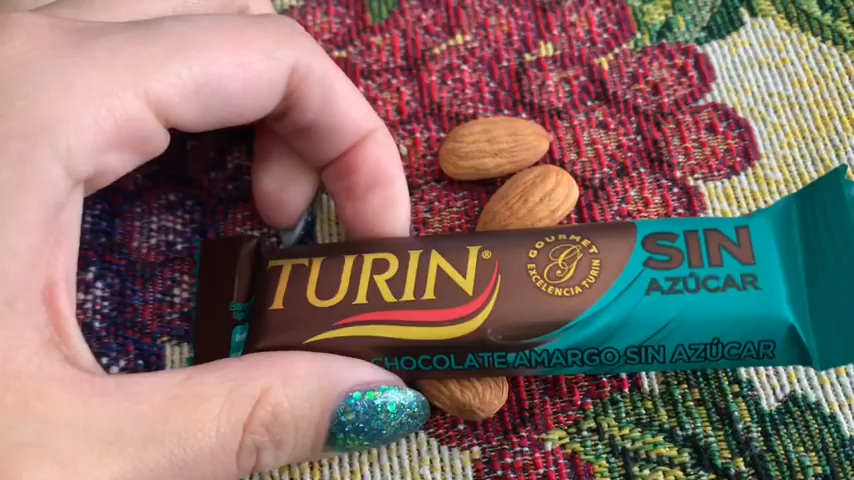 TURIN®
GOURMET
G
EXCELENCIA TURIN
SIN
AZÚCAR
CHOCOLATE AMARGO SIN AZÚCAR